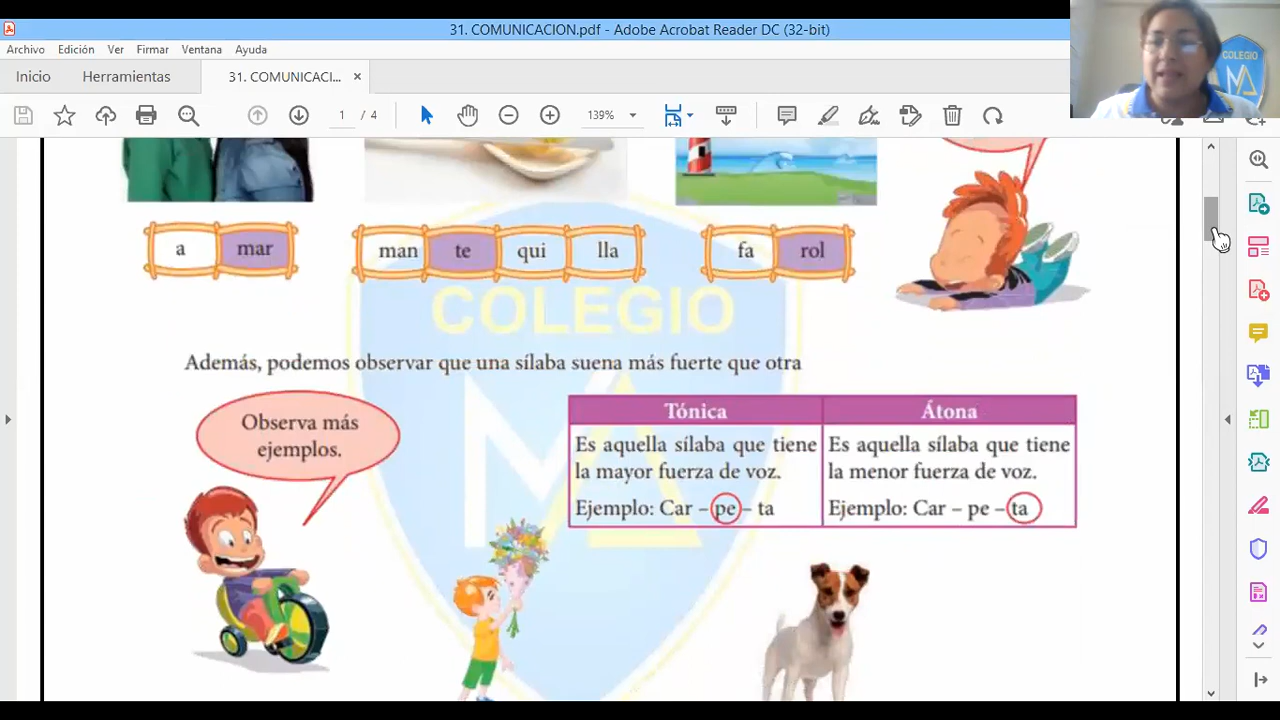 31. COMUNICACION.pdf - Adobe Acrobat Reader DC (32-bit)
Archivo Edición Ver Firmar Ventana Ayuda
Inicio Herramientas 31. COMUNICACI... ×
1 / 4 139%
COLEGIO
a mar
man te qui lla
fa rol
COLEGIO
Además, podemos observar que una sílaba suena más fuerte que otra
Observa más
ejemplos.
Tónica
Es aquella sílaba que tiene
la mayor fuerza de voz.
Ejemplo: Car – pe – ta
Átona
Es aquella sílaba que tiene
la menor fuerza de voz.
Ejemplo: Car – pe – ta